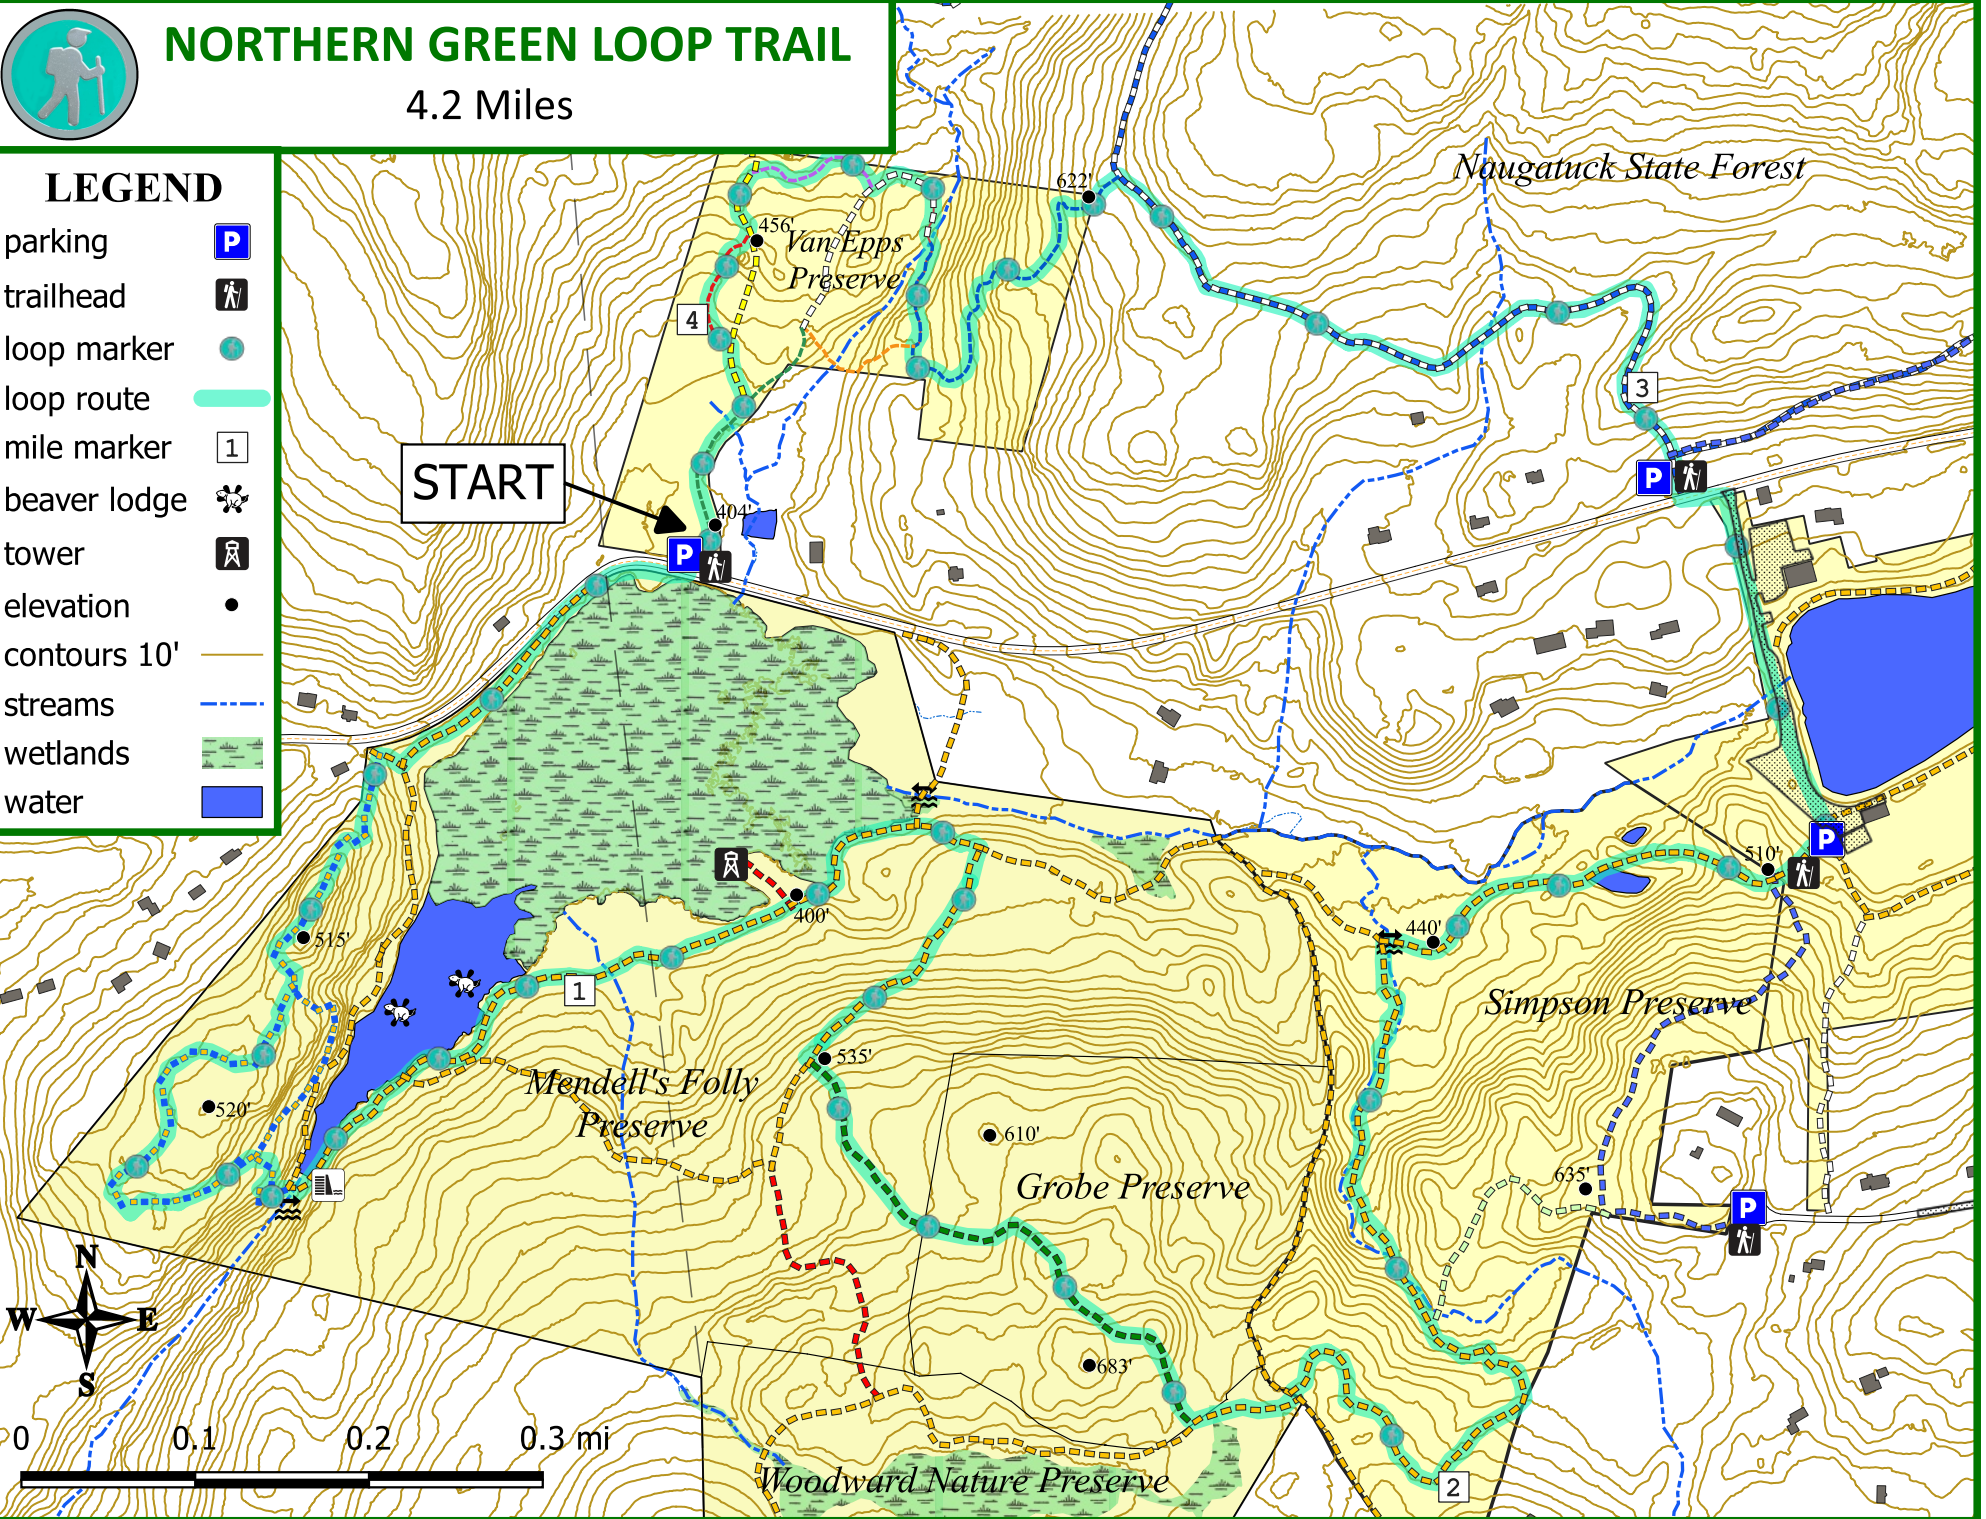 NORTHERN GREEN LOOP TRAIL
4.2 Miles
LEGEND
parking P
trailhead
loop marker
loop route
mile marker 1
beaver lodge
tower
elevation
contours 10'
streams
wetlands
water
START
P
404'
4
456'
Van Epps
Preserve
622'
Naugatuck State Forest
3
P
P
510'
440'
Simpson Preserve
635'
P
400'
1
515'
520'
535'
Mendell's Folly
Preserve
610'
Grobe Preserve
683'
2
Woodward Nature Preserve
N
W E
S
0 0.1 0.2 0.3 mi